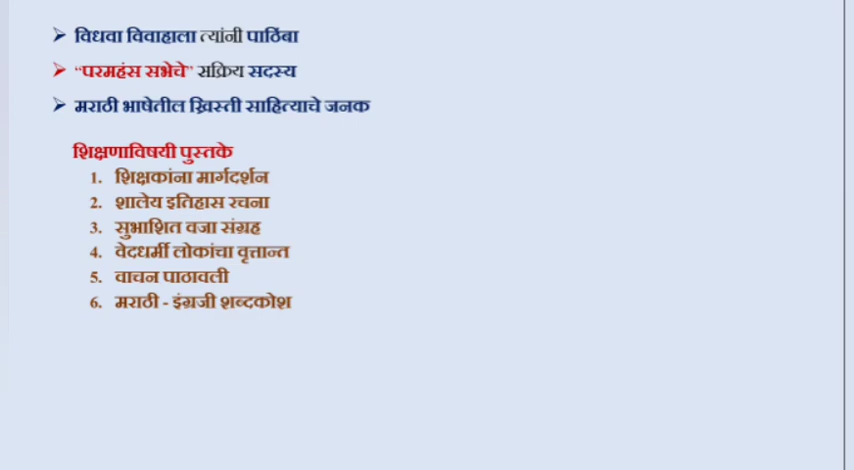 ➢ विधवा विवाहाला त्यांनी पाठिंबा
➢ “परमहंस सभेचे” सक्रिय सदस्य
➢ मराठी भाषेतील ख्रिस्ती साहित्याचे जनक
शिक्षणाविषयी पुस्तके
1. शिक्षकांना मार्गदर्शन
2. शालेय इतिहास रचना
3. सुभाशित वजा संग्रह
4. वेदधर्मी लोकांचा वृत्तान्त
5. वाचन पाठावली
6. मराठी - इंग्रजी शब्दकोश